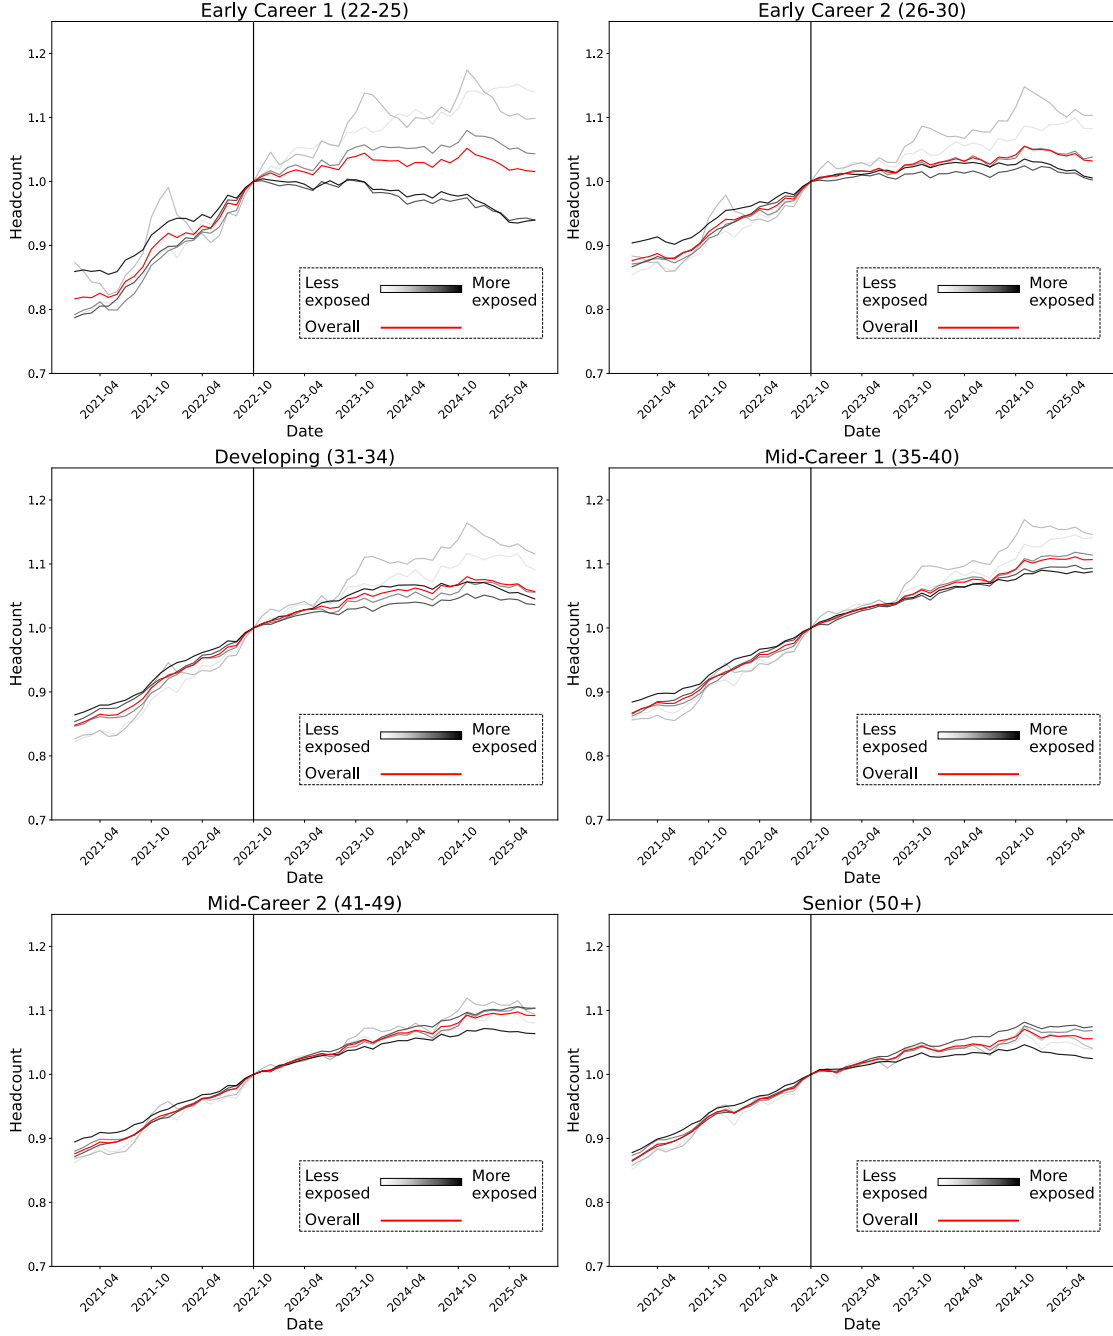 Early Career 1 (22-25)
1.2
1.1
1.0
0.9
0.8
0.7
Headcount
Less exposed
More exposed
Overall
2021-04
2021-10
2022-04
2022-10
2023-04
2023-10
2024-04
2024-10
2025-04
Date
Early Career 2 (26-30)
1.2
1.1
1.0
0.9
0.8
0.7
Headcount
Less exposed
More exposed
Overall
2021-04
2021-10
2022-04
2022-10
2023-04
2023-10
2024-04
2024-10
2025-04
Date
Developing (31-34)
1.2
1.1
1.0
0.9
0.8
0.7
Headcount
Less exposed
More exposed
Overall
2021-04
2021-10
2022-04
2022-10
2023-04
2023-10
2024-04
2024-10
2025-04
Date
Mid-Career 1 (35-40)
1.2
1.1
1.0
0.9
0.8
0.7
Headcount
Less exposed
More exposed
Overall
2021-04
2021-10
2022-04
2022-10
2023-04
2023-10
2024-04
2024-10
2025-04
Date
Mid-Career 2 (41-49)
1.2
1.1
1.0
0.9
0.8
0.7
Headcount
Less exposed
More exposed
Overall
2021-04
2021-10
2022-04
2022-10
2023-04
2023-10
2024-04
2024-10
2025-04
Date
Senior (50+)
1.2
1.1
1.0
0.9
0.8
0.7
Headcount
Less exposed
More exposed
Overall
2021-04
2021-10
2022-04
2022-10
2023-04
2023-10
2024-04
2024-10
2025-04
Date